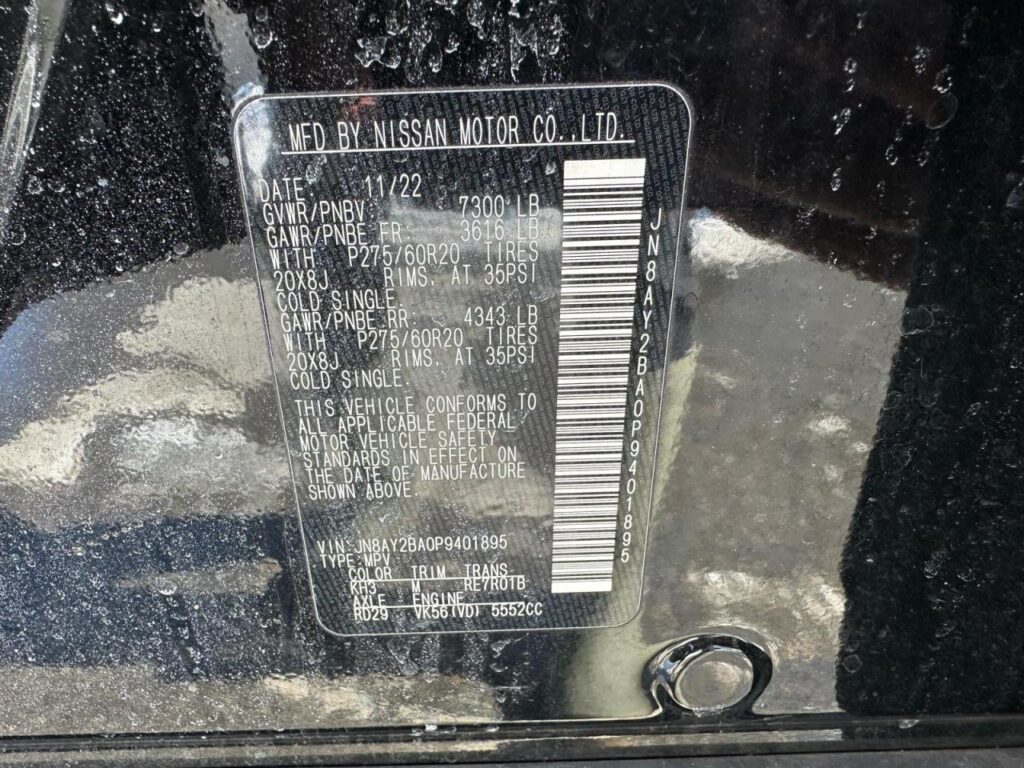 MFD BY NISSAN MOTOR CO.,LTD.
DATE: 11/22
GVWR/PNBV 7300 LB
GAWR/PNBE FR: 3616 LB
WITH P275/60R20 TIRES
20X8J RIMS, AT 35PSI
COLD SINGLE.
GAWR/PNBE RR: 4343 LB
WITH P275/60R20 TIRES
20X8J RIMS, AT 35PSI
COLD SINGLE.
THIS VEHICLE CONFORMS TO
ALL APPLICABLE FEDERAL
MOTOR VEHICLE SAFETY
STANDARDS IN EFFECT ON
THE DATE OF MANUFACTURE
SHOWN ABOVE.
VIN:JN8AY2BA0P9401895
TYPE:MPV
COLOR TRIM TRANS
KH3 M RE7R01B
AXLE ENGINE
RD29 VK56(VD) 5552CC
JN8AY2BA0P9401895